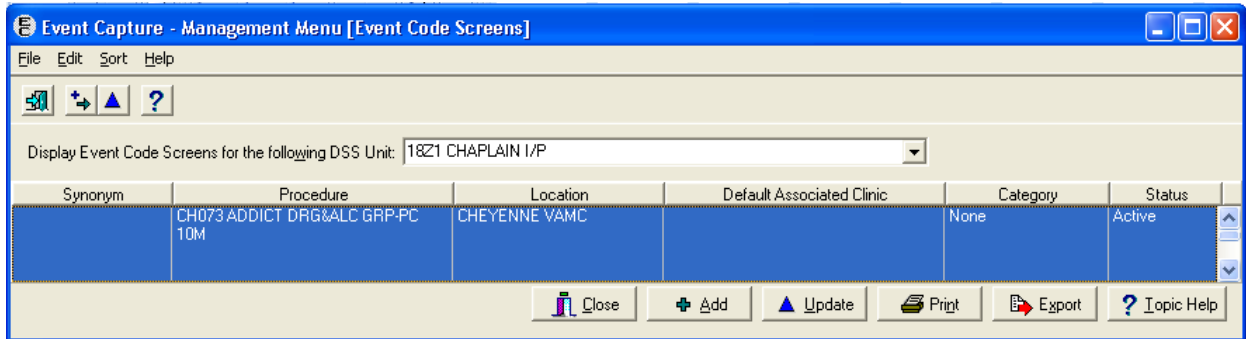 Event Capture - Management Menu [Event Code Screens]
File Edit Sort Help
Display Event Code Screens for the following DSS Unit: 18Z1 CHAPLAIN I/P
Synonym Procedure Location Default Associated Clinic Category Status
CH073 ADDICT DRG&ALC GRP-PC CHEYENNE VAMC None Active
10M
Close Add Update Print Export ? Topic Help